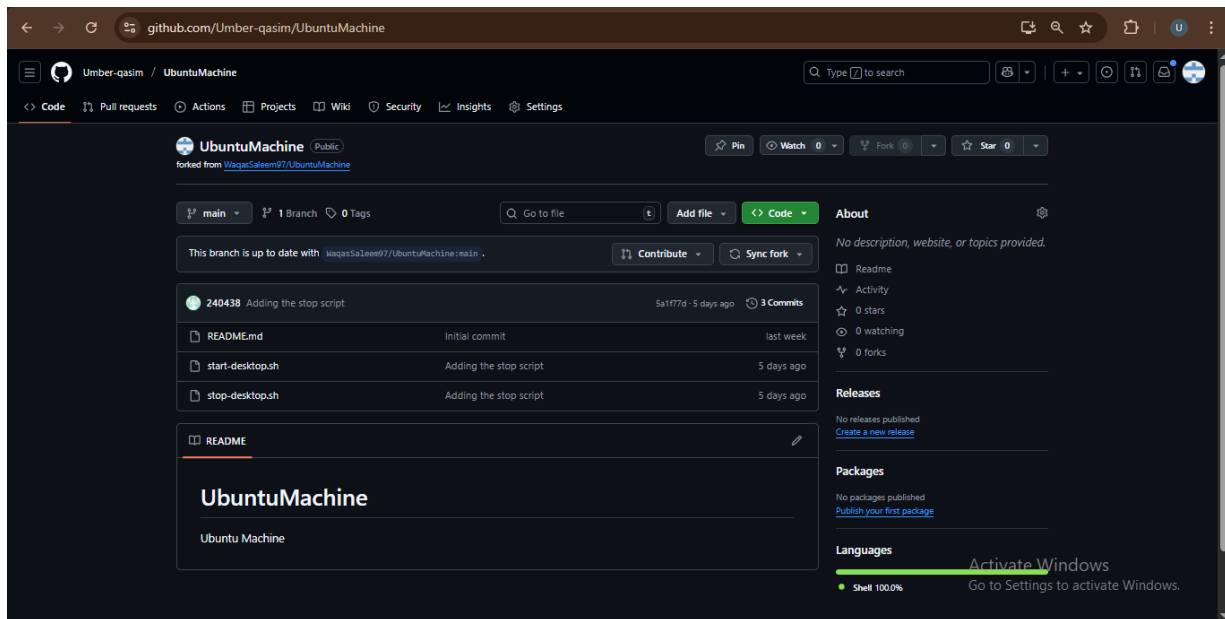 github.com/Umber-qasim/UbuntuMachine
U
Umber-qasim / UbuntuMachine
Type / to search
<> Code Pull requests Actions Projects Wiki Security Insights Settings
UbuntuMachine Public
forked from WaqasSaleem97/UbuntuMachine
Pin Watch 0 Fork 0 Star 0
main 1 Branch 0 Tags
Go to file t
Add file <> Code
This branch is up to date with WaqasSaleem97/UbuntuMachine:main .
Contribute Sync fork
240438 Adding the stop script 5a1f77d · 5 days ago 3 Commits
README.md Initial commit last week
start-desktop.sh Adding the stop script 5 days ago
stop-desktop.sh Adding the stop script 5 days ago
README
UbuntuMachine
Ubuntu Machine
About
No description, website, or topics provided.
Readme
Activity
0 stars
0 watching
0 forks
Releases
No releases published
Create a new release
Packages
No packages published
Publish your first package
Languages
Shell 100.0%
Activate Windows
Go to Settings to activate Windows.